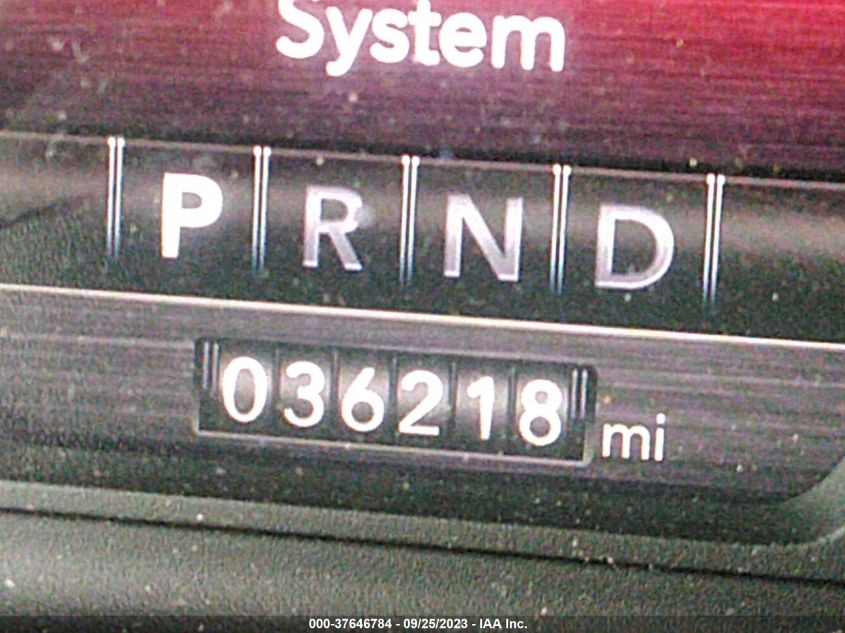 System
P R N D
036218 mi
000-37646784 - 09/25/2023 - IAA Inc.